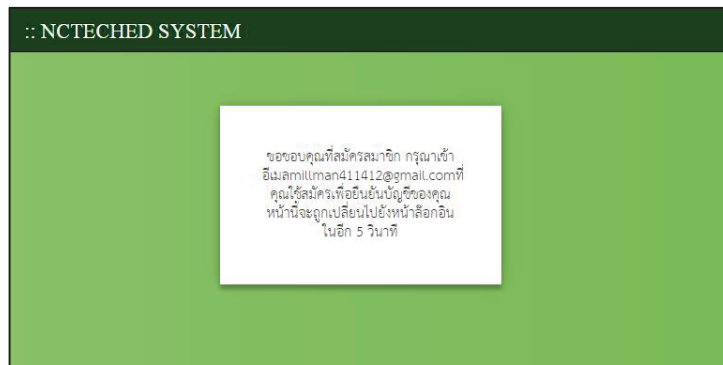 :: NCTECHED SYSTEM
ขอขอบคุณที่สมัครสมาชิก กรุณาเข้า
อีเมลmillman411412@gmail.comที่
คุณใช้สมัครเพื่อยืนยันบัญชีของคุณ
หน้านี้จะถูกเปลี่ยนไปยังหน้าล็อกอิน
ในอีก 5 วินาที